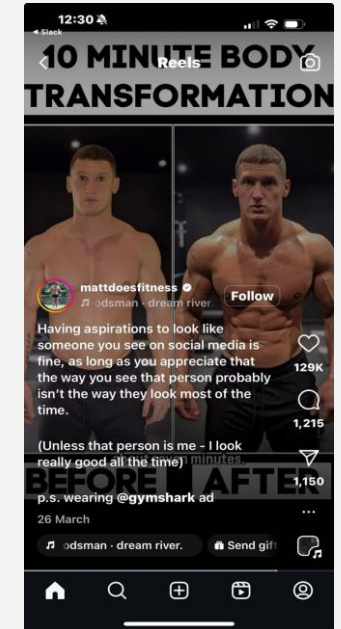 12:30
Slack
10 MINUTE BODY
Reels
TRANSFORMATION
mattdoesfitness
odsman · dream river
Follow
Having aspirations to look like
someone you see on social media is
fine, as long as you appreciate that
the way you see that person probably
isn't the way they look most of the
time.
129K
1,215
(Unless that person is me - I look
really good all the time)
about seven minutes.
1,150
BEFORE AFTER
p.s. wearing @gymshark ad
26 March
odsman · dream river.
Send gift